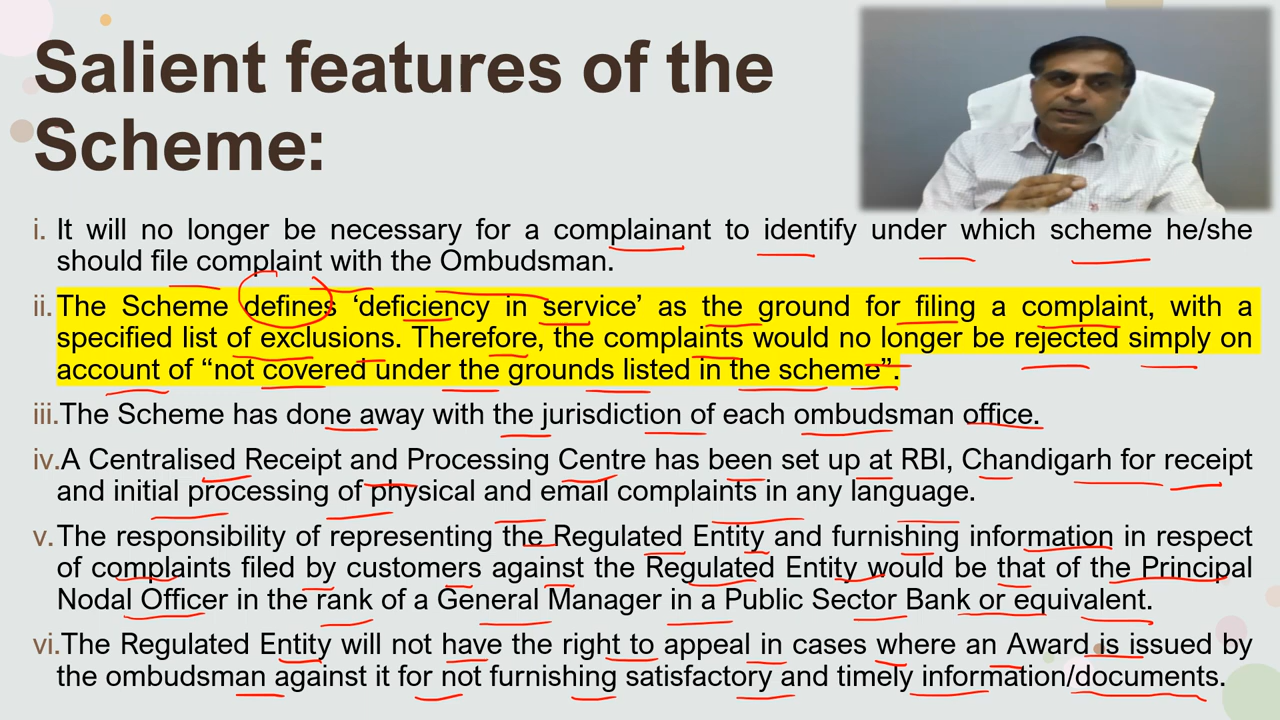 Salient features of the
Scheme:
i. It will no longer be necessary for a complainant to identify under which scheme he/she
should file complaint with the Ombudsman.
ii. The Scheme defines ‘deficiency in service’ as the ground for filing a complaint, with a
specified list of exclusions. Therefore, the complaints would no longer be rejected simply on
account of “not covered under the grounds listed in the scheme”.
iii.The Scheme has done away with the jurisdiction of each ombudsman office.
iv.A Centralised Receipt and Processing Centre has been set up at RBI, Chandigarh for receipt
and initial processing of physical and email complaints in any language.
v. The responsibility of representing the Regulated Entity and furnishing information in respect
of complaints filed by customers against the Regulated Entity would be that of the Principal
Nodal Officer in the rank of a General Manager in a Public Sector Bank or equivalent.
vi.The Regulated Entity will not have the right to appeal in cases where an Award is issued by
the ombudsman against it for not furnishing satisfactory and timely information/documents.